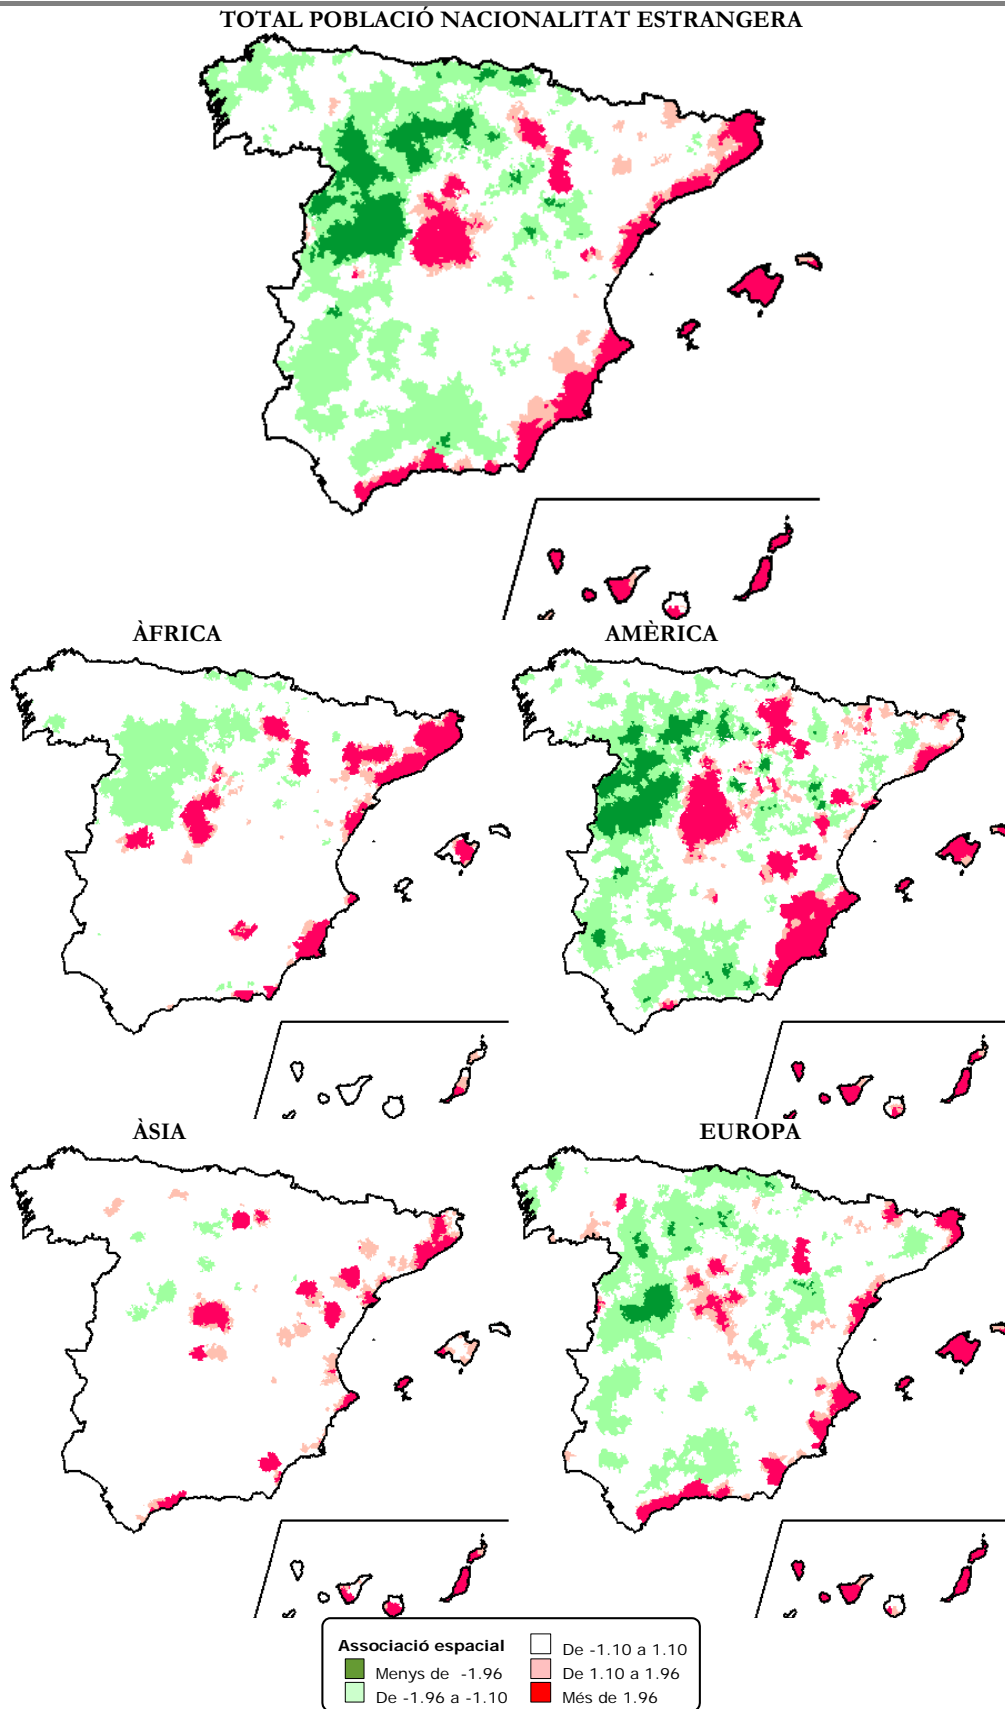 TOTAL POBLACIÓ NACIONALITAT ESTRANGERA
ÀFRICA
AMÈRICA
ÀSIA
EUROPA
Associació espacial
Menys de -1.96
De -1.96 a -1.10
De -1.10 a 1.10
De 1.10 a 1.96
Més de 1.96